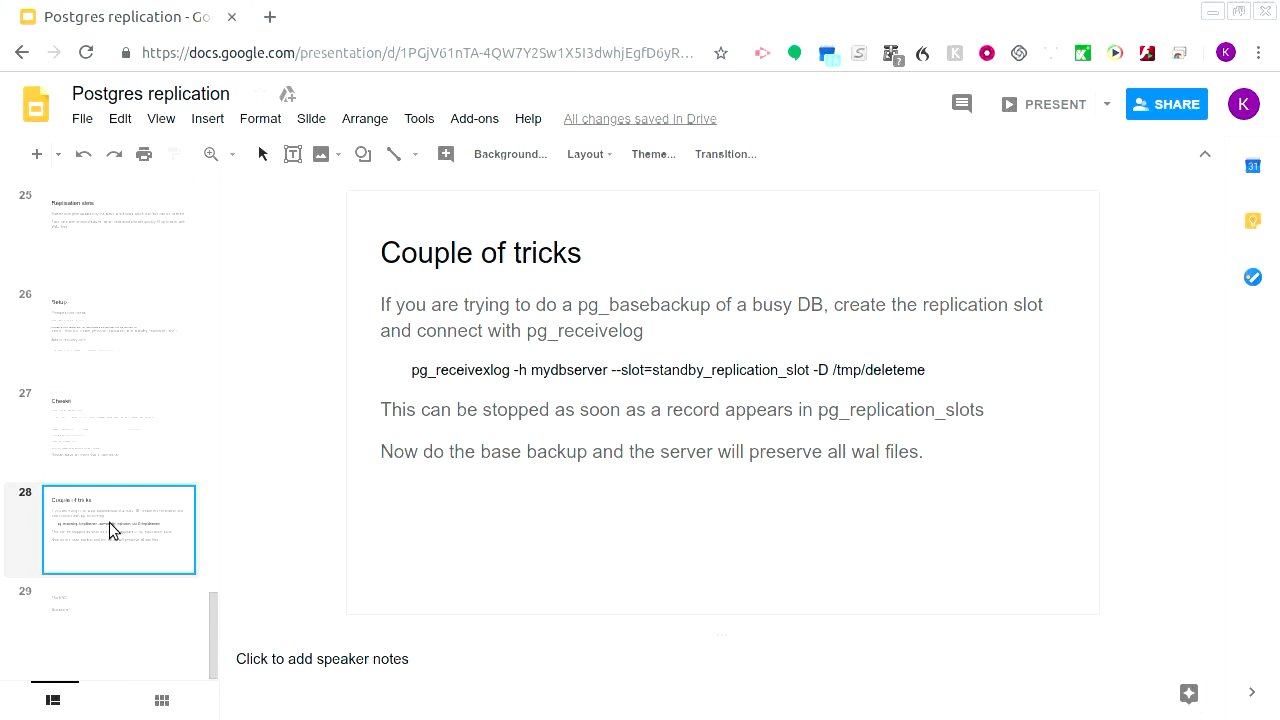 Postgres replication - Go
https://docs.google.com/presentation/d/1PGjV61nTA-4QW7Y2Sw1X5I3dwhjEgfD6yR...
Postgres replication
File Edit View Insert Format Slide Arrange Tools Add-ons Help All changes saved in Drive
PRESENT
SHARE
K
Background... Layout Theme... Transition...
31
25
Replication slots
26
Setup
27
28
Couple of tricks
29
Couple of tricks
If you are trying to do a pg_basebackup of a busy DB, create the replication slot
and connect with pg_receivelog
pg_receivexlog -h mydbserver --slot=standby_replication_slot -D /tmp/deleteme
This can be stopped as soon as a record appears in pg_replication_slots
Now do the base backup and the server will preserve all wal files.
Click to add speaker notes